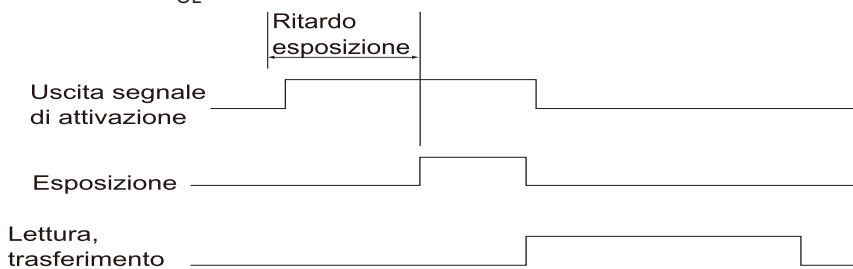 Ritardo
esposizione
Uscita segnale
di attivazione
Esposizione
Lettura,
trasferimento